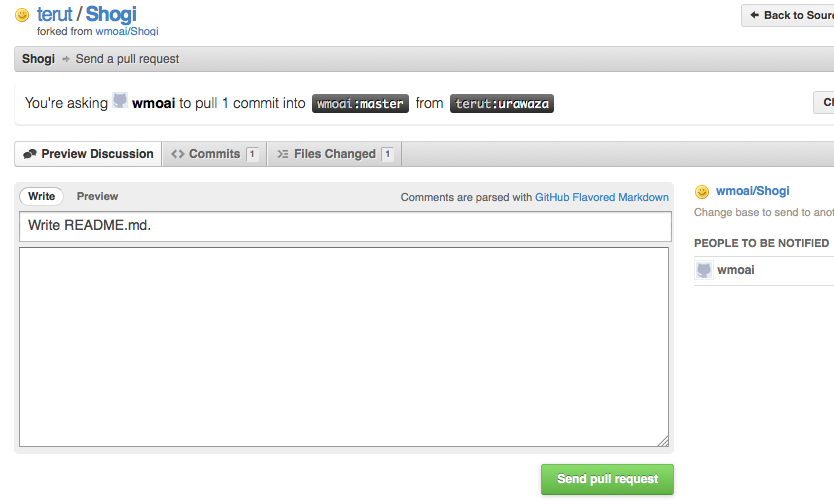 terut / Shogi
Back to Sour
forked from wmoai/Shogi
Shogi Send a pull request
You're asking wmoai to pull 1 commit into wmoai:master from terut:urawaza
Preview Discussion Commits 1 Files Changed 1
Write Preview Comments are parsed with GitHub Flavored Markdown
Write README.md.
wmoai/Shogi
Change base to send to anot
PEOPLE TO BE NOTIFIED
wmoai
Send pull request